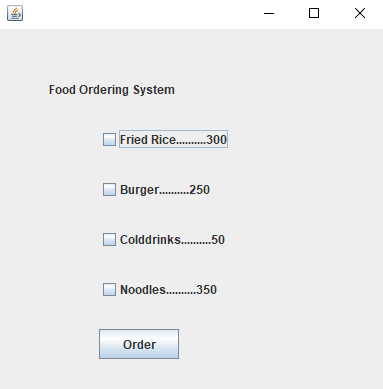 Food Ordering System
Fried Rice..........300
Burger..........250
Colddrinks..........50
Noodles..........350
Order